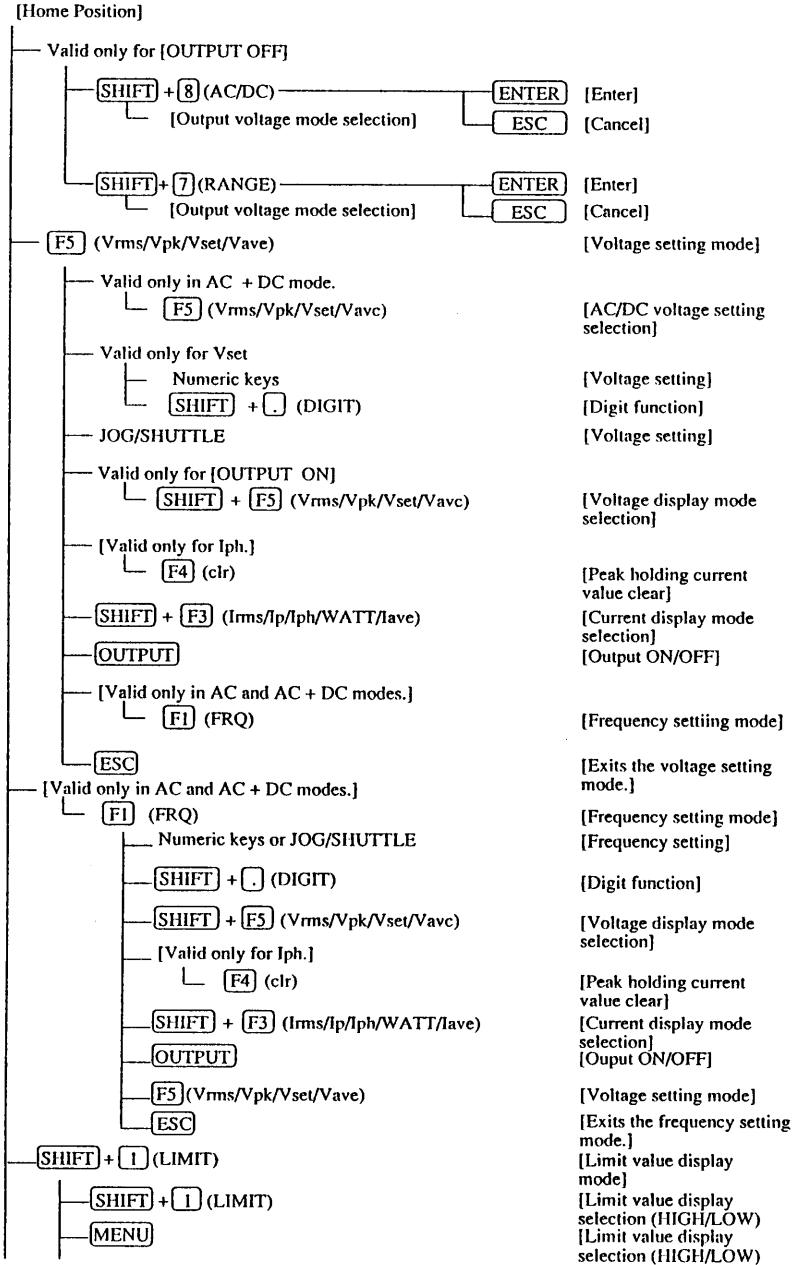 [Home Position]
Valid only for [OUTPUT OFF]
SHIFT + 8 (AC/DC) ENTER [Enter]
[Output voltage mode selection] ESC [Cancel]
SHIFT + 7 (RANGE) ENTER [Enter]
[Output voltage mode selection] ESC [Cancel]
F5 (Vrms/Vpk/Vset/Vave) [Voltage setting mode]
Valid only in AC + DC mode.
F5 (Vrms/Vpk/Vset/Vavc) [AC/DC voltage setting
selection]
Valid only for Vset
Numeric keys [Voltage setting]
SHIFT + . (DIGIT) [Digit function]
JOG/SHUTTLE [Voltage setting]
Valid only for [OUTPUT ON]
SHIFT + F5 (Vrms/Vpk/Vset/Vavc) [Voltage display mode
selection]
[Valid only for Iph.]
F4 (clr) [Peak holding current
value clear]
SHIFT + F3 (Irms/Ip/Iph/WATT/Iave) [Current display mode
selection]
OUTPUT [Output ON/OFF]
[Valid only in AC and AC + DC modes.]
F1 (FRQ) [Frequency settiing mode]
ESC [Exits the voltage setting
mode.]
[Valid only in AC and AC + DC modes.]
F1 (FRQ) [Frequency setting mode]
Numeric keys or JOG/SHUTTLE [Frequency setting]
SHIFT + . (DIGIT) [Digit function]
SHIFT + F5 (Vrms/Vpk/Vset/Vavc) [Voltage display mode
selection]
[Valid only for Iph.]
F4 (clr) [Peak holding current
value clear]
SHIFT + F3 (Irms/Ip/Iph/WATT/Iave) [Current display mode
selection]
OUTPUT [Ouput ON/OFF]
F5 (Vrms/Vpk/Vset/Vave) [Voltage setting mode]
ESC [Exits the frequency setting
mode.]
SHIFT + 1 (LIMIT) [Limit value display
mode]
SHIFT + 1 (LIMIT) [Limit value display
selection (HIGH/LOW)
MENU [Limit value display
selection (HIGH/LOW)